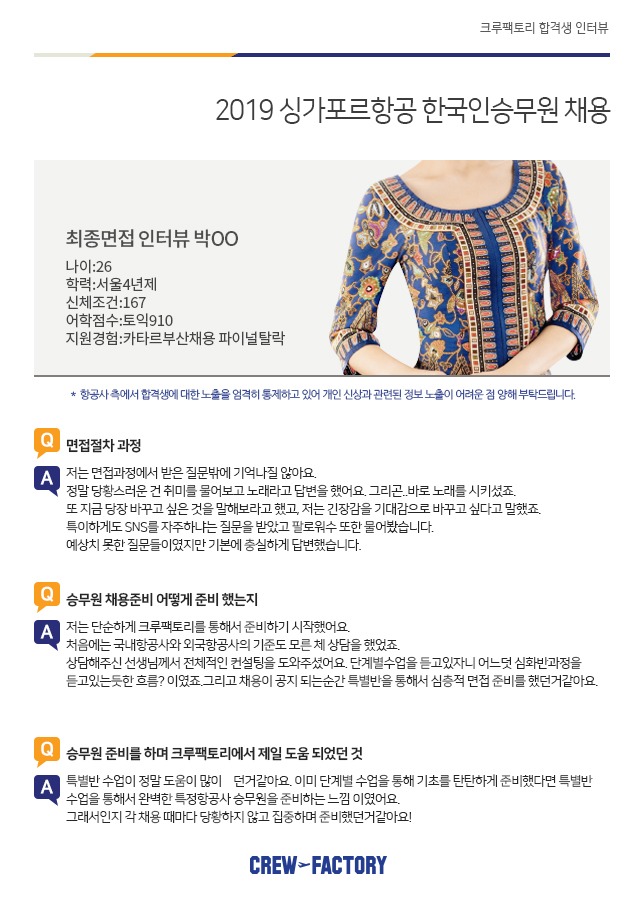 크루팩토리 합격생 인터뷰
2019 싱가포르항공 한국인승무원 채용
최종면접 인터뷰 박OO
나이:26
학력:서울4년제
신체조건:167
어학점수:토익910
지원경험:카타르부산채용 파이널탈락
* 항공사 측에서 합격생에 대한 노출을 엄격히 통제하고 있어 개인 신상과 관련된 정보 노출이 어려운 점 양해 부탁드립니다.
Q 면접절차 과정
A 저는 면접과정에서 받은 질문밖에 기억나질 않아요.
정말 당황스러운 건 취미를 물어보고 노래라고 답변을 했어요. 그리곤..바로 노래를 시키셨죠.
또 지금 당장 바꾸고 싶은 것을 말해보라고 했고, 저는 긴장감을 기대감으로 바꾸고 싶다고 말했죠.
특이하게도 SNS를 자주하냐는 질문을 받았고 팔로워수 또한 물어봤습니다.
예상치 못한 질문들이였지만 기본에 충실하게 답변했습니다.
Q 승무원 채용준비 어떻게 준비 했는지
A 저는 단순하게 크루팩토리를 통해서 준비하기 시작했어요.
처음에는 국내항공사와 외국항공사의 기준도 모른 체 상담을 했었죠.
상담해주신 선생님께서 전체적인 컨설팅을 도와주셨어요. 단계별수업을 듣고있자니 어느덧 심화반과정을
듣고있는듯한 흐름? 이였죠.그리고 채용이 공지 되는순간 특별반을 통해서 심층적 면접 준비를 했던거같아요.
Q 승무원 준비를 하며 크루팩토리에서 제일 도움 되었던 것
A 특별반 수업이 정말 도움이 많이 던거같아요. 이미 단계별 수업을 통해 기초를 탄탄하게 준비했다면 특별반
수업을 통해서 완벽한 특정항공사 승무원을 준비하는 느낌 이였어요.
그래서인지 각 채용 때마다 당황하지 않고 집중하며 준비했던거같아요!
CREW FACTORY